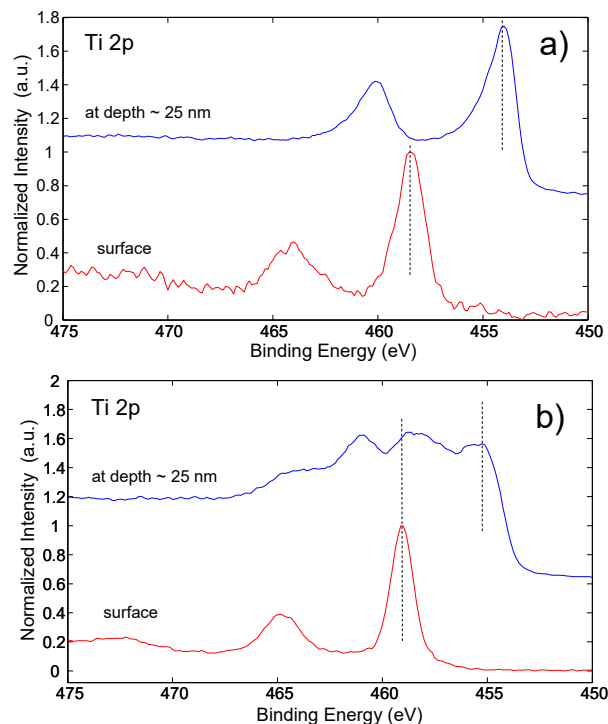 Ti 2p
a)
at depth ~ 25 nm
surface
Normalized Intensity (a.u.)
1.8
1.6
1.4
1.2
1
0.8
0.6
0.4
0.2
0
475 470 465 460 455 450
Binding Energy (eV)
Ti 2p
b)
at depth ~ 25 nm
surface
Normalized Intensity (a.u.)
2
1.8
1.6
1.4
1.2
1
0.8
0.6
0.4
0.2
0
475 470 465 460 455 450
Binding Energy (eV)